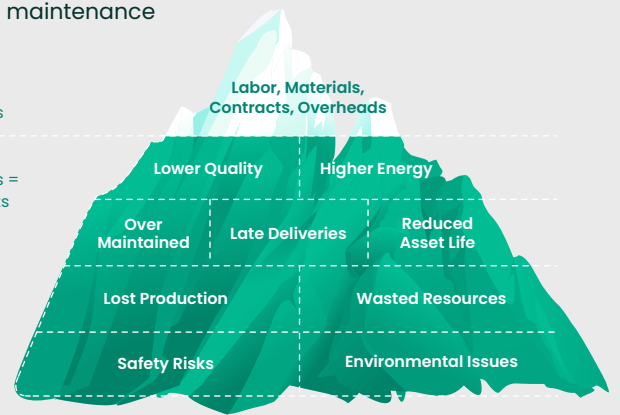 maintenance
Labor, Materials,
Contracts, Overheads
s
s =
ts
Lower Quality
Higher Energy
Over
Maintained
Late Deliveries
Reduced
Asset Life
Lost Production
Wasted Resources
Safety Risks
Environmental Issues